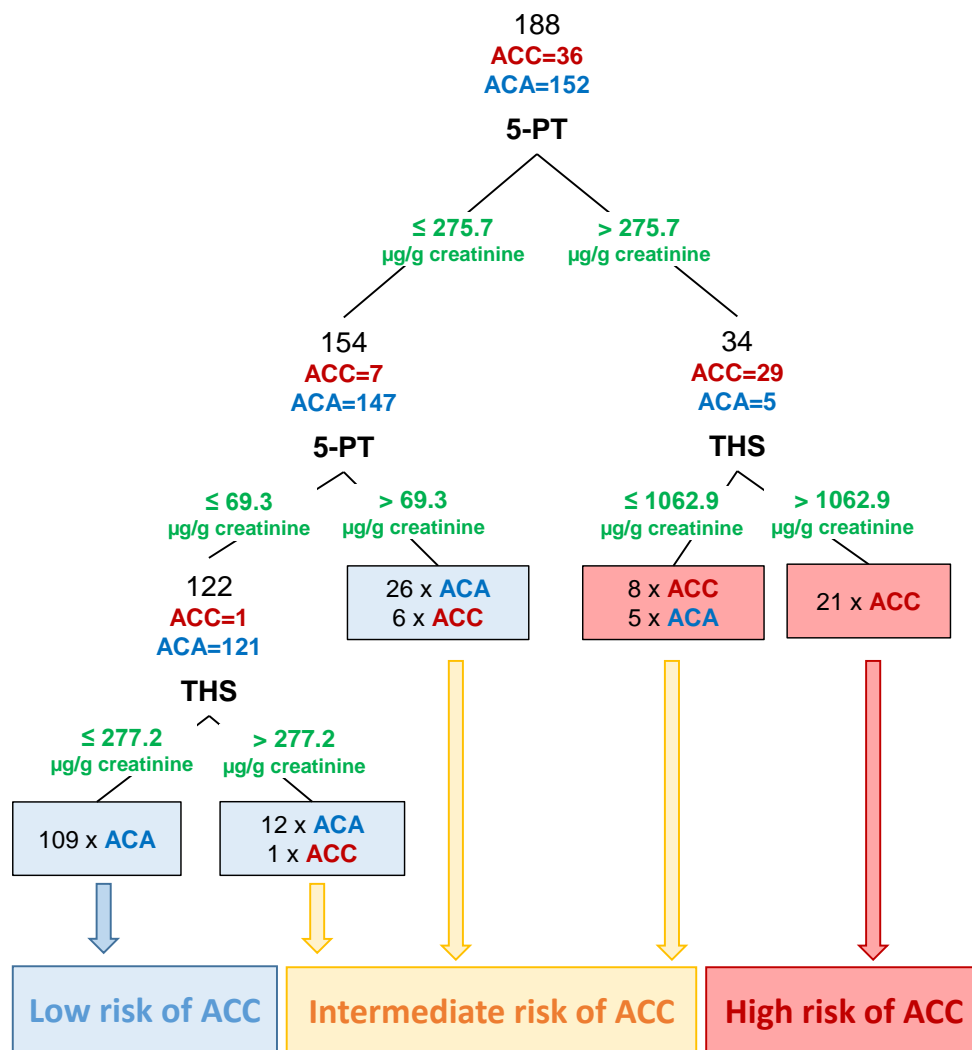 188
ACC=36
ACA=152
5-PT
≤ 275.7
µg/g creatinine
> 275.7
µg/g creatinine
154
ACC=7
ACA=147
5-PT
34
ACC=29
ACA=5
THS
≤ 69.3
µg/g creatinine
> 69.3
µg/g creatinine
≤ 1062.9
µg/g creatinine
> 1062.9
µg/g creatinine
122
ACC=1
ACA=121
THS
26 x ACA
6 x ACC
8 x ACC
5 x ACA
21 x ACC
≤ 277.2
µg/g creatinine
> 277.2
µg/g creatinine
109 x ACA
12 x ACA
1 x ACC
Low risk of ACC
Intermediate risk of ACC
High risk of ACC